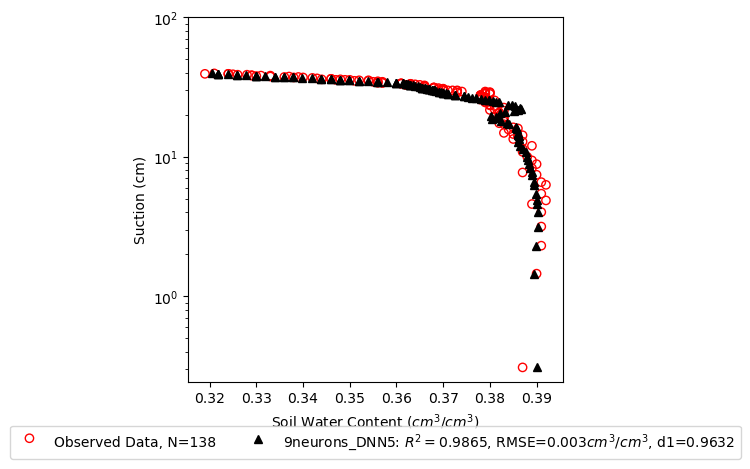 10²
10¹
10⁰
Suction (cm)
0.32 0.33 0.34 0.35 0.36 0.37 0.38 0.39
Soil Water Content (cm³/cm³)
Observed Data, N=138 9neurons_DNN5: R² = 0.9865, RMSE=0.003cm³/cm³, d1=0.9632